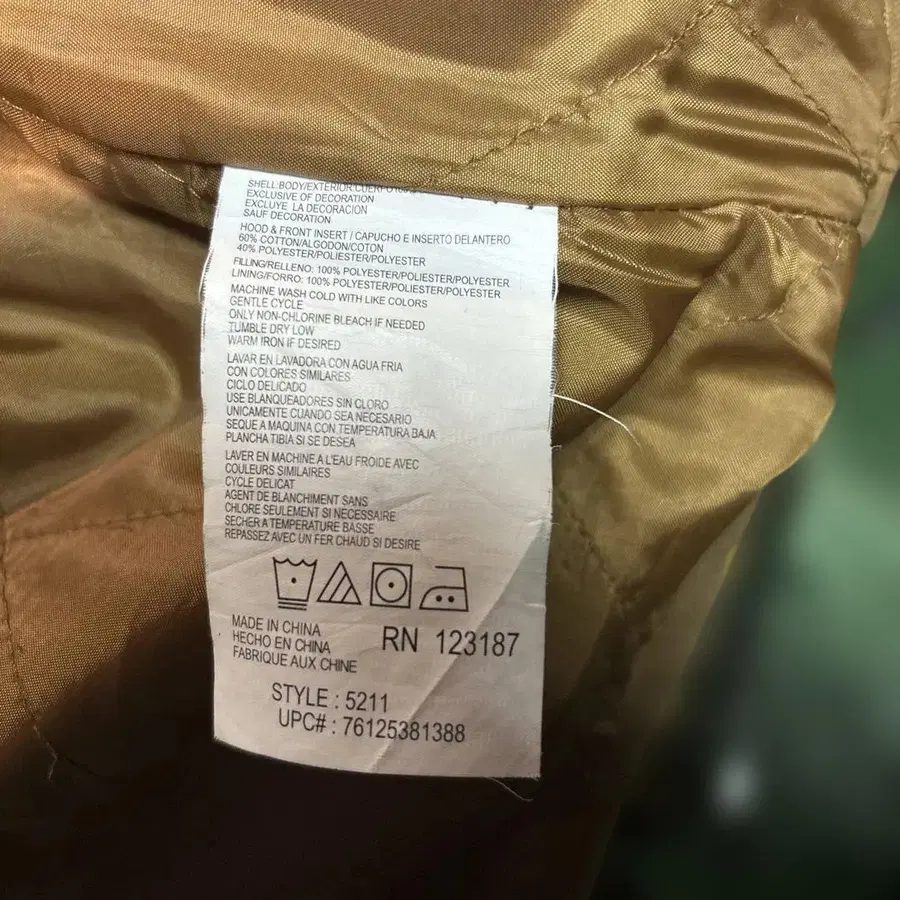 SHELL:BODY/EXTERIOR:CUERPO
EXCLUSIVE OF DECORATION
EXCLUYE LA DECORACION
SAUF DECORATION
HOOD & FRONT INSERT / CAPUCHO E INSERTO DELANTERO
60% COTTON/ALGODON/COTON
40% POLYESTER/POLIESTER/POLYESTER
FILLING/RELLENO: 100% POLYESTER/POLIESTER/POLYESTER
LINING/FORRO: 100% POLYESTER/POLIESTER/POLYESTER
MACHINE WASH COLD WITH LIKE COLORS
GENTLE CYCLE
ONLY NON-CHLORINE BLEACH IF NEEDED
TUMBLE DRY LOW
WARM IRON IF DESIRED
LAVAR EN LAVADORA CON AGUA FRIA
CON COLORES SIMILARES
CICLO DELICADO
USE BLANQUEADORES SIN CLORO
UNICAMENTE CUANDO SEA NECESARIO
SEQUE A MAQUINA CON TEMPERATURA BAJA
PLANCHA TIBIA SI SE DESEA
LAVER EN MACHINE A L'EAU FROIDE AVEC
COULEURS SIMILAIRES
CYCLE DELICAT
AGENT DE BLANCHIMENT SANS
CHLORE SEULEMENT SI NECESSAIRE
SECHER A TEMPERATURE BASSE
REPASSEZ AVEC UN FER CHAUD SI DESIRE
MADE IN CHINA
HECHO EN CHINA
FABRIQUE AUX CHINE
RN 123187
STYLE : 5211
UPC# : 76125381388